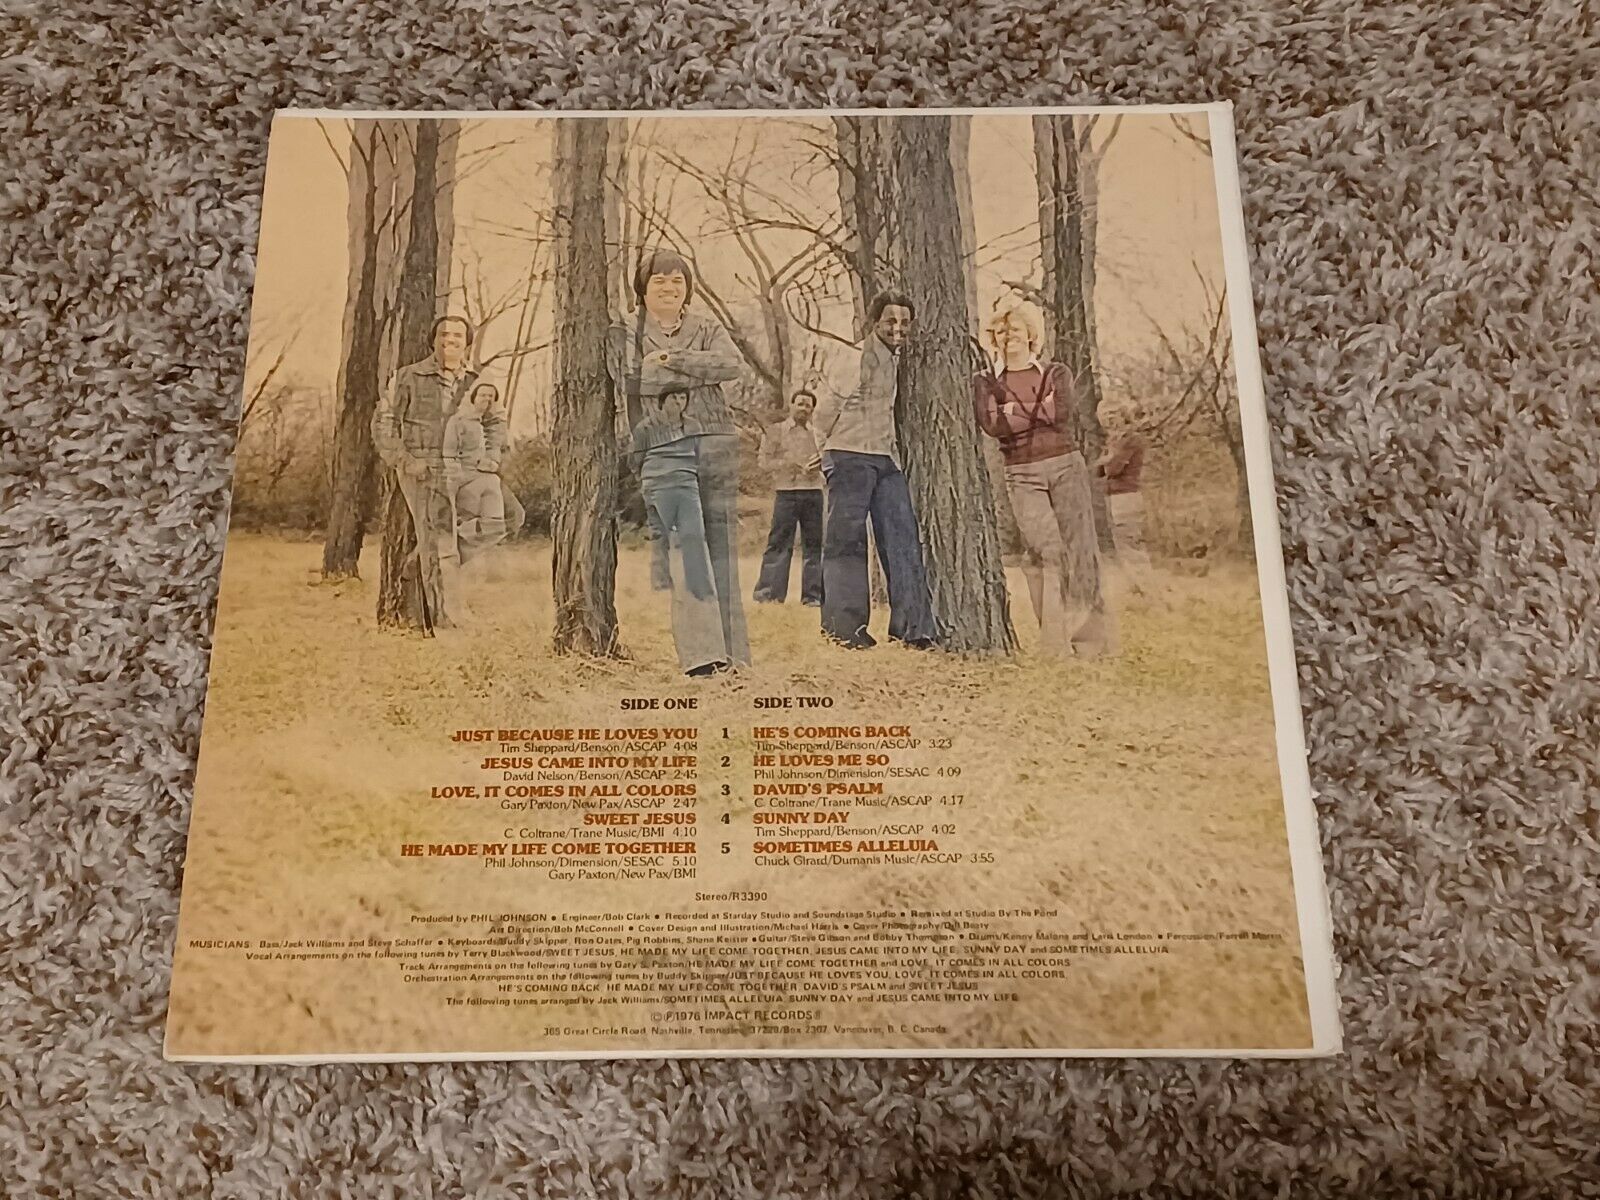 SIDE ONE
JUST BECAUSE HE LOVES YOU 1
Tim Sheppard/Benson/ASCAP 4:08
JESUS CAME INTO MY LIFE 2
David Nelson/Benson/ASCAP 2:45
LOVE, IT COMES IN ALL COLORS 3
Gary Paxton/New Pax/ASCAP 2:47
SWEET JESUS 4
C. Coltrane/Trane Music/BMI 4:10
HE MADE MY LIFE COME TOGETHER 5
Phil Johnson/Dimension/SESAC 5:10
Gary Paxton/New Pax/BMI
SIDE TWO
HE'S COMING BACK
Tim Sheppard/Benson/ASCAP 3:23
HE LOVES ME SO
Phil Johnson/Dimension/SESAC 4:09
DAVID'S PSALM
C. Coltrane/Trane Music/ASCAP 4:17
SUNNY DAY
Tim Sheppard/Benson/ASCAP 4:02
SOMETIMES ALLELUIA
Chuck Girard/Dumanis Music/ASCAP 3:55
Stereo/R3390
Produced by PHIL JOHNSON • Engineer/Bob Clark • Recorded at Starday Studio and Soundstage Studio • Remixed at Studio By The Pond
Art Direction/Bob McConnell • Cover Design and Illustration/Michael Harris • Cover Photography/Bill Beaty
MUSICIANS: Bass/Jack Williams and Steve Schaffer • Keyboards/Buddy Skipper, Ron Oates, Pig Robbins, Shane Keister • Guitar/Steve Gibson and Bobby Thompson • Drums/Kenny Malone and Larrie London • Percussion/Farrell Morris
Vocal Arrangements on the following tunes by Terry Blackwood/SWEET JESUS, HE MADE MY LIFE COME TOGETHER, JESUS CAME INTO MY LIFE, SUNNY DAY and SOMETIMES ALLELUIA
Track Arrangements on the following tunes by Gary S. Paxton/HE MADE MY LIFE COME TOGETHER and LOVE, IT COMES IN ALL COLORS
Orchestration Arrangements on the following tunes by Buddy Skipper/JUST BECAUSE HE LOVES YOU, LOVE, IT COMES IN ALL COLORS,
HE'S COMING BACK, HE MADE MY LIFE COME TOGETHER, DAVID'S PSALM and SWEET JESUS
The following tunes arranged by Jack Williams/SOMETIMES ALLELUIA, SUNNY DAY and JESUS CAME INTO MY LIFE
©℗1976 IMPACT RECORDS®
365 Great Circle Road, Nashville, Tennessee 37228/Box 2307, Vancouver, B. C. Canada